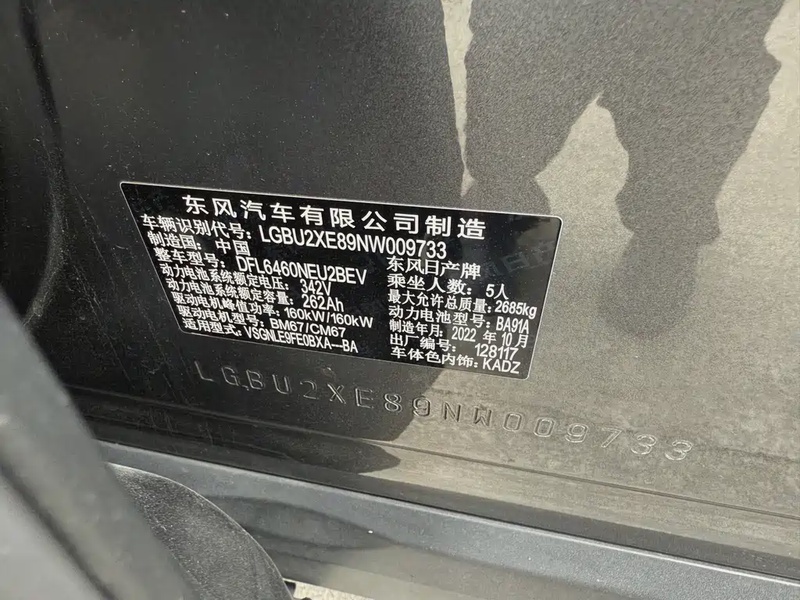 东风汽车有限公司制造
车辆识别代号: LGBU2XE89NW009733
制造国: 中国 东风日产牌
整车型号: DFL6460NEU2BEV 乘坐人数: 5人
动力电池系统额定电压: 342V 最大允许总质量: 2685kg
动力电池系统额定容量: 262Ah 动力电池型号: BA91A
驱动电机峰值功率: 160kW/160kW 制造年月: 2022 年 10 月
驱动电机型号: BM67/CM67 出厂编号: 128117
适用型式: VSGNLE9FE0BXA—BA 车体色内饰: KADZ
LGBU2XE89NW009733